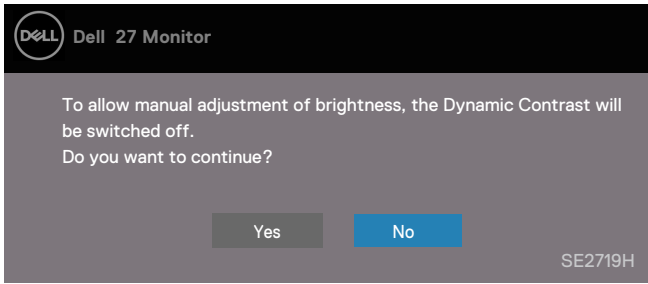 DELL
Dell 27 Monitor
To allow manual adjustment of brightness, the Dynamic Contrast will
be switched off.
Do you want to continue?
Yes
No
SE2719H